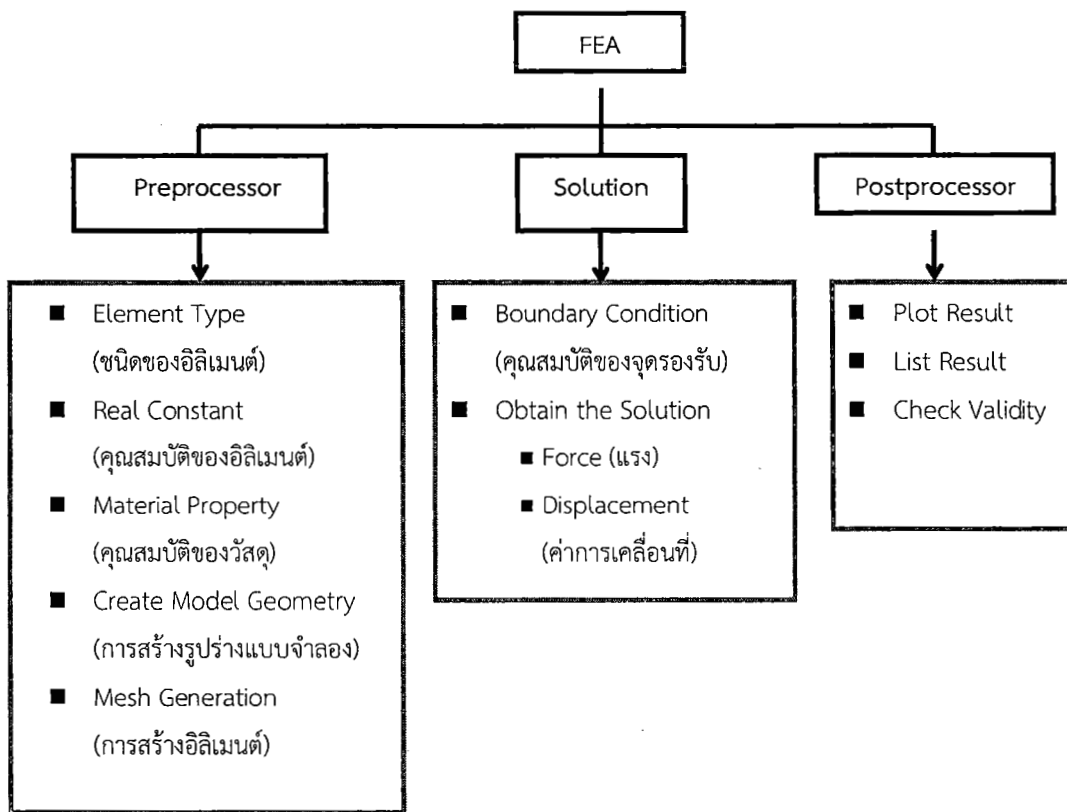 FEA
Preprocessor
Solution
Postprocessor
■ Element Type
(ชนิดของอิลิเมนต์)
■ Real Constant
(คุณสมบัติของอิลิเมนต์)
■ Material Property
(คุณสมบัติของวัสดุ)
■ Create Model Geometry
(การสร้างรูปร่างแบบจำลอง)
■ Mesh Generation
(การสร้างอิลิเมนต์)
■ Boundary Condition
(คุณสมบัติของจุดรองรับ)
■ Obtain the Solution
■ Force (แรง)
■ Displacement
(ค่าการเคลื่อนที่)
■ Plot Result
■ List Result
■ Check Validity